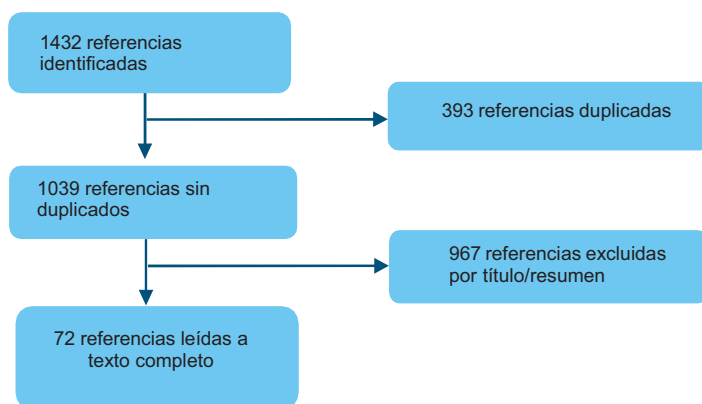 1432 referencias
identificadas
393 referencias duplicadas
1039 referencias sin
duplicados
967 referencias excluidas
por título/resumen
72 referencias leídas a
texto completo